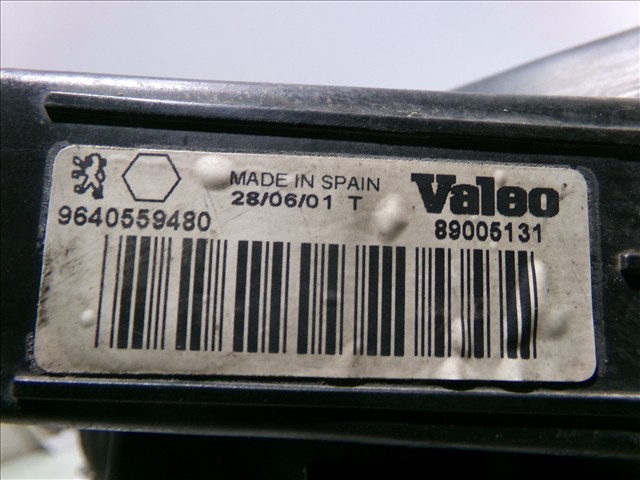 MADE IN SPAIN
Valeo
9640559480
28/06/01 T
89005131